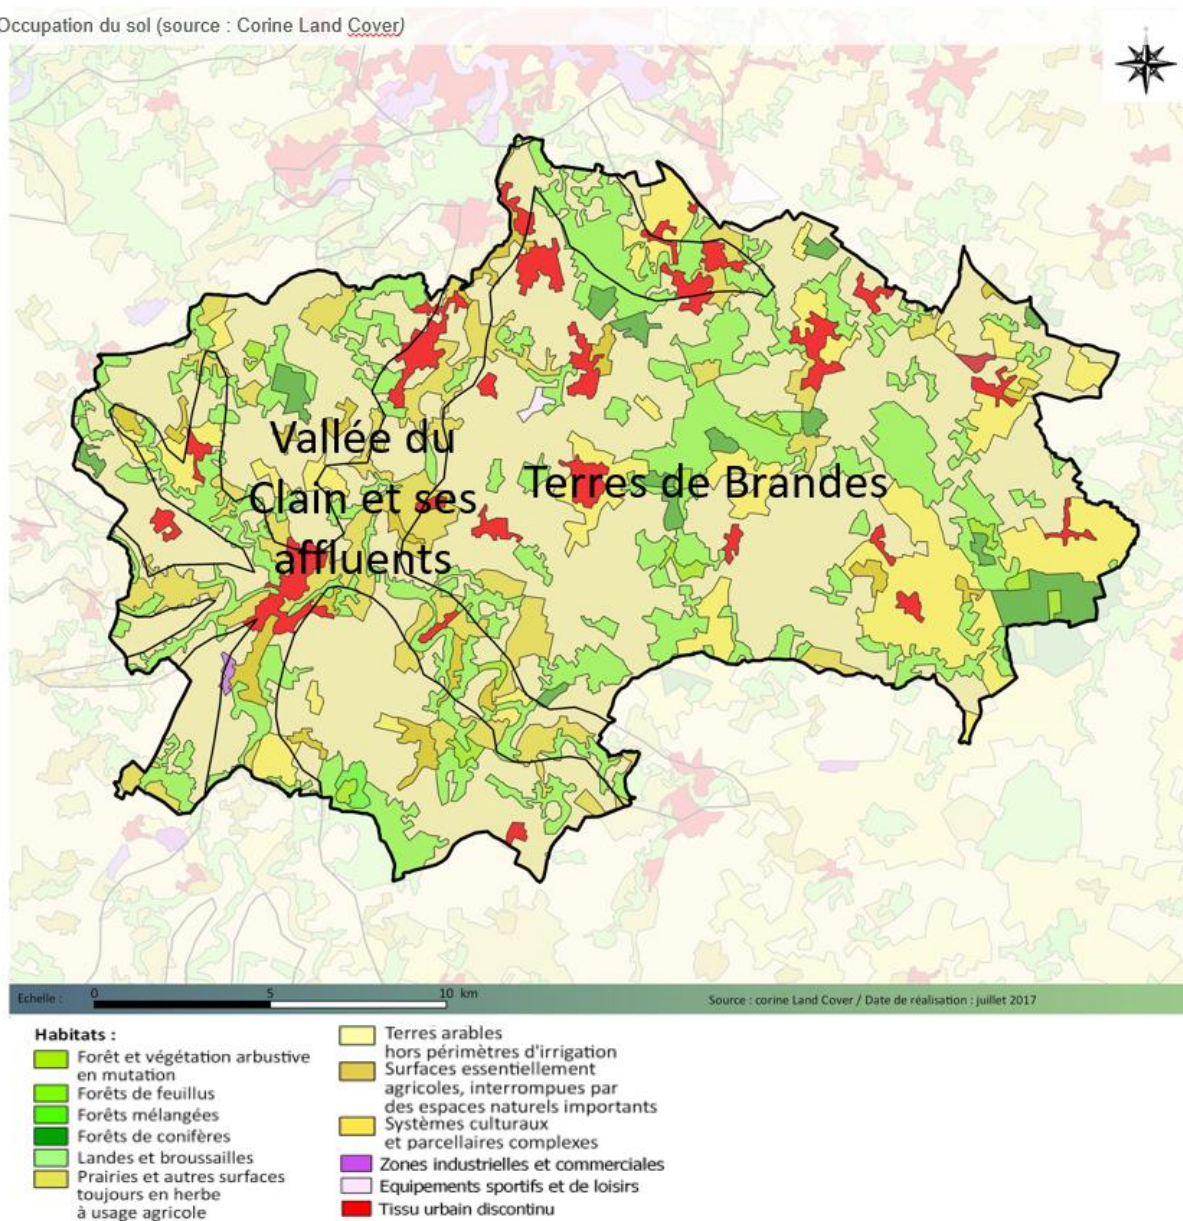 Occupation du sol (source : Corine Land Cover)
Vallée du
Clain et ses
affluents
Terres de Brandes
Echelle :
0 5 10 km
Source : corine Land Cover / Date de réalisation : juillet 2017
Habitats :
Forêt et végétation arbustive
en mutation
Forêts de feuillus
Forêts mélangées
Forêts de conifères
Landes et broussailles
Prairies et autres surfaces
toujours en herbe
à usage agricole
Terres arables
hors périmètres d'irrigation
Surfaces essentiellement
agricoles, interrompues par
des espaces naturels importants
Systèmes culturaux
et parcellaires complexes
Zones industrielles et commerciales
Equipements sportifs et de loisirs
Tissu urbain discontinu